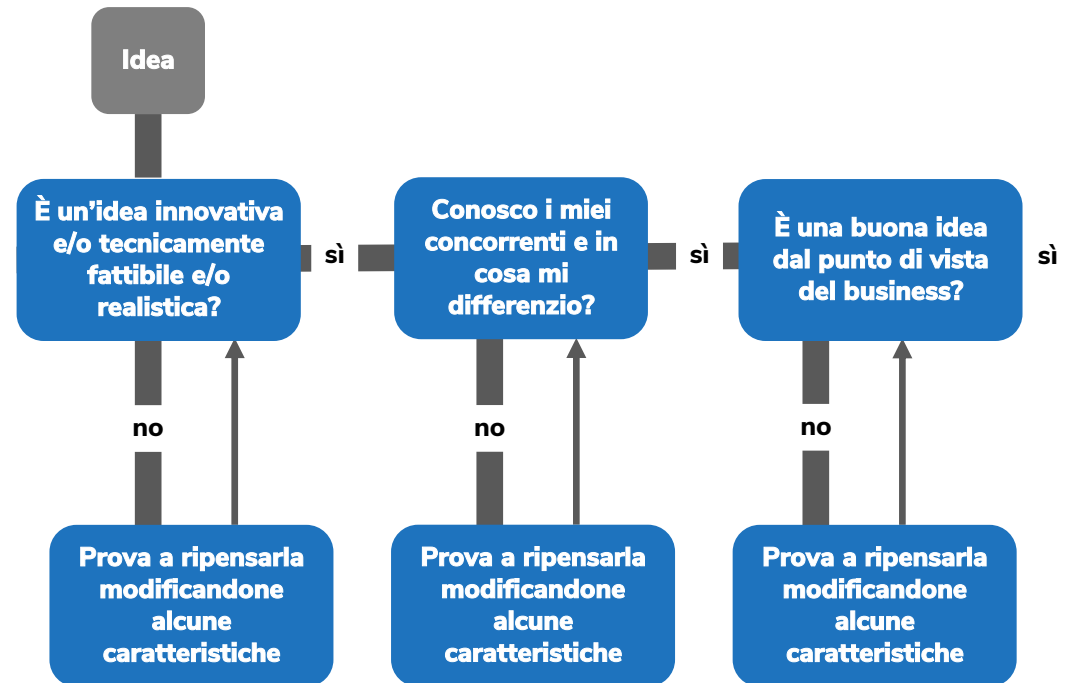 Idea
È un'idea innovativa
e/o tecnicamente
fattibile e/o
realistica?
sì
Conosco i miei
concorrenti e in
cosa mi
differenzio?
sì
È una buona idea
dal punto di vista
del business?
sì
no
no
no
Prova a ripensarla
modificandone
alcune
caratteristiche
Prova a ripensarla
modificandone
alcune
caratteristiche
Prova a ripensarla
modificandone
alcune
caratteristiche